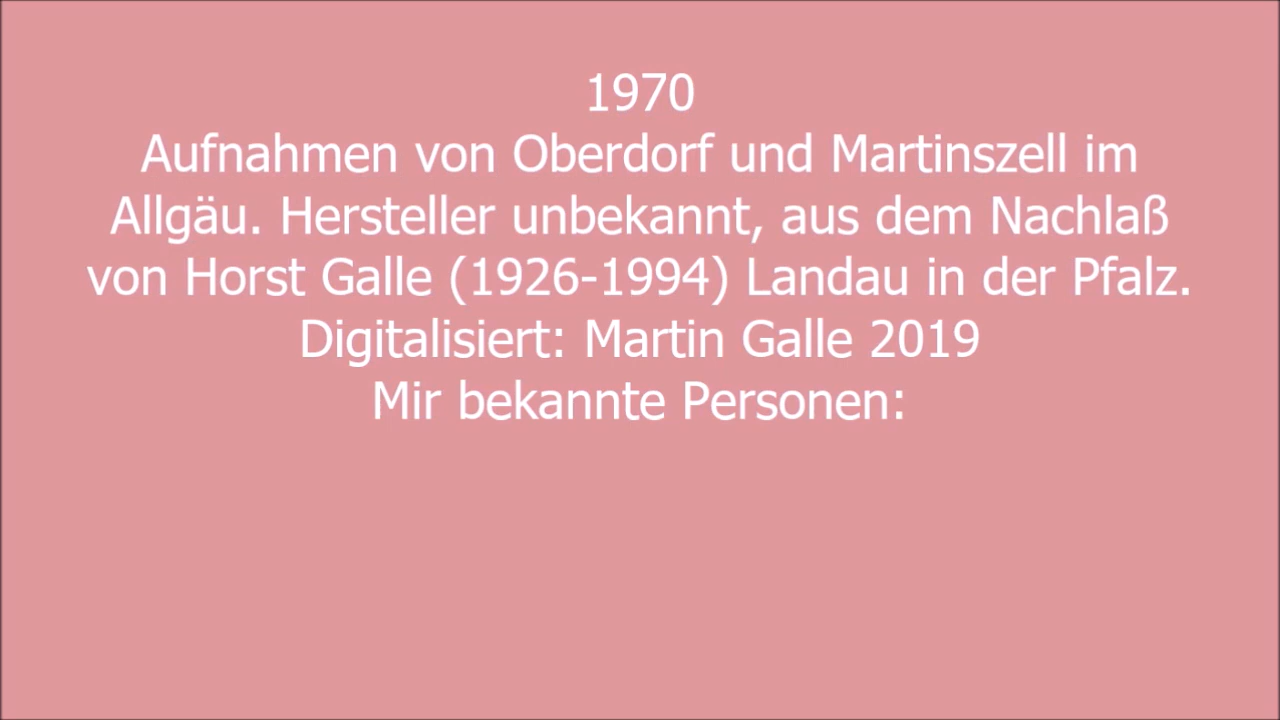 1970
Aufnahmen von Oberdorf und Martinszell im
Allgäu. Hersteller unbekannt, aus dem Nachlaß
von Horst Galle (1926-1994) Landau in der Pfalz.
Digitalisiert: Martin Galle 2019
Mir bekannte Personen: